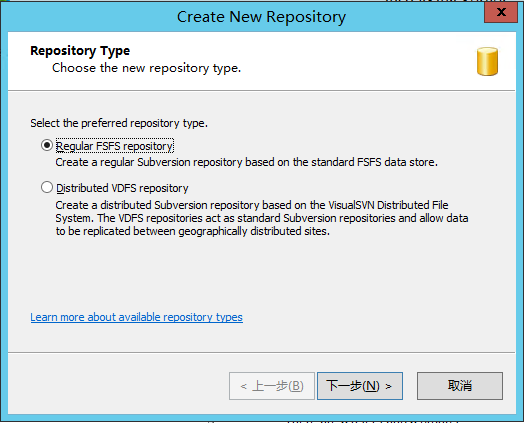 Create New Repository
Repository Type
Choose the new repository type.
Select the preferred repository type.
Regular FSFS repository
Create a regular Subversion repository based on the standard FSFS data store.
Distributed VDFS repository
Create a distributed Subversion repository based on the VisualSVN Distributed File
System. The VDFS repositories act as standard Subversion repositories and allow data
to be replicated between geographically distributed sites.
Learn more about available repository types
< 上一步(B) 下一步(N) > 取消